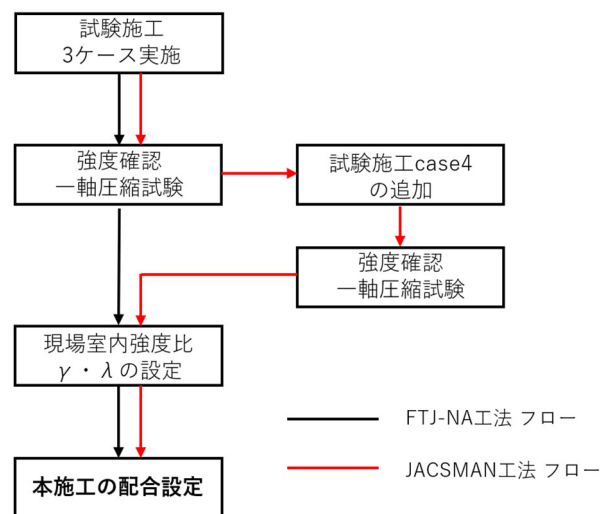 試験施工
3ケース実施
強度確認
一軸圧縮試験
試験施工case4
の追加
強度確認
一軸圧縮試験
現場室内強度比
γ・λの設定
本施工の配合設定
FTJ-NA工法 フロー
JACSMAN工法 フロー